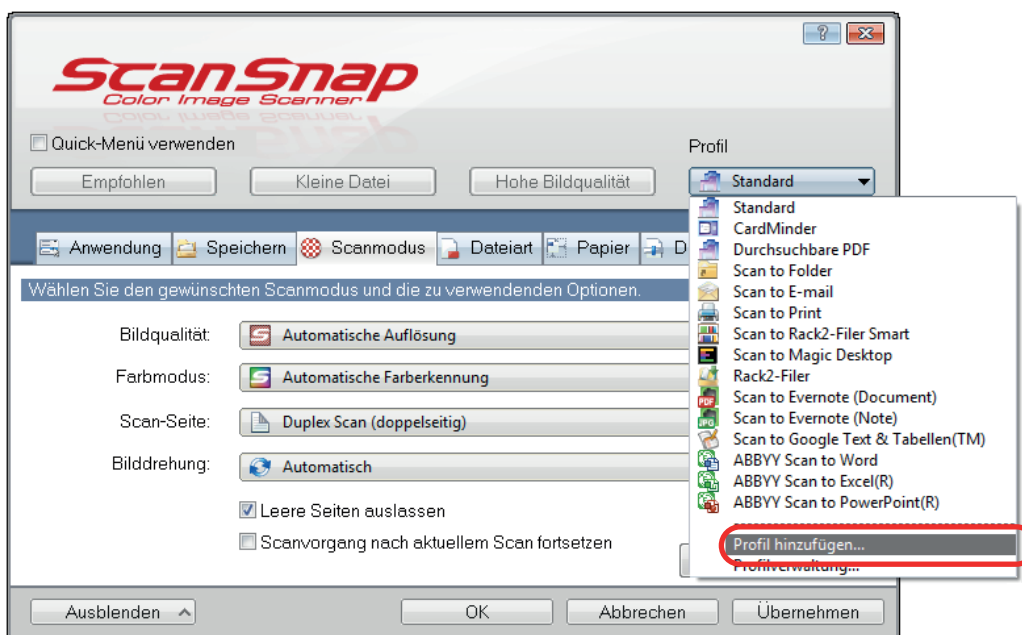 ScanSnap
Color Image Scanner
Quick-Menü verwenden
Profil
Empfohlen
Kleine Datei
Hohe Bildqualität
Standard
Anwendung
Speichern
Scanmodus
Dateiart
Papier
D
Wählen Sie den gewünschten Scanmodus und die zu verwendenden Optionen.
Bildqualität:
Automatische Auflösung
Farbmodus:
Automatische Farberkennung
Scan-Seite:
Duplex Scan (doppelseitig)
Bilddrehung:
Automatisch
Leere Seiten auslassen
Scanvorgang nach aktuellem Scan fortsetzen
Standard
CardMinder
Durchsuchbare PDF
Scan to Folder
Scan to E-mail
Scan to Print
Scan to Rack2-Filer Smart
Scan to Magic Desktop
Rack2-Filer
Scan to Evernote (Document)
Scan to Evernote (Note)
Scan to Google Text & Tabellen(TM)
ABBYY Scan to Word
ABBYY Scan to Excel(R)
ABBYY Scan to PowerPoint(R)
Profil hinzufügen...
Profilverwaltung...
Ausblenden
OK
Abbrechen
Übernehmen